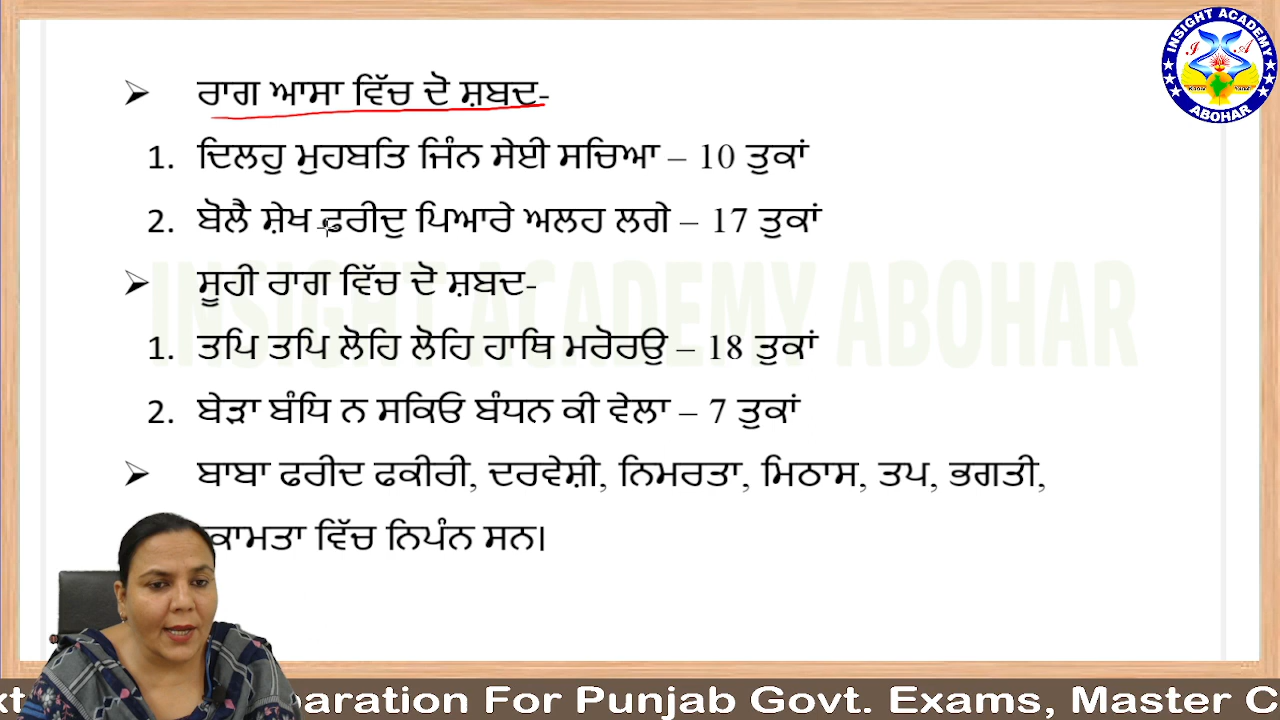 ਰਾਗ ਆਸਾ ਵਿੱਚ ਦੋ ਸ਼ਬਦ-
1. ਦਿਲਹੁ ਮੁਹਬਤਿ ਜਿੰਨ ਸੇਈ ਸਚਿਆ – 10 ਤੁਕਾਂ
2. ਬੋਲੈ ਸ਼ੇਖ ਫ਼ਰੀਦੁ ਪਿਆਰੇ ਅਲਹ ਲਗੇ – 17 ਤੁਕਾਂ
ਸੂਹੀ ਰਾਗ ਵਿੱਚ ਦੋ ਸ਼ਬਦ-
1. ਤਪਿ ਤਪਿ ਲੋਹਿ ਲੋਹਿ ਹਾਥਿ ਮਰੋਰਉ – 18 ਤੁਕਾਂ
2. ਬੇੜਾ ਬੰਧਿ ਨ ਸਕਿਓ ਬੰਧਨ ਕੀ ਵੇਲਾ – 7 ਤੁਕਾਂ
ਬਾਬਾ ਫਰੀਦ ਫਕੀਰੀ, ਦਰਵੇਸ਼ੀ, ਨਿਮਰਤਾ, ਮਿਠਾਸ, ਤਪ, ਭਗਤੀ,
ਵਿੱਚ ਨਿਪੰਨ ਸਨ।
INSIGHT ACADEMY ABOHAR
INSIGHT ACADEMY
I A
ABOHAR
Preparation For Punjab Govt. Exams, Master